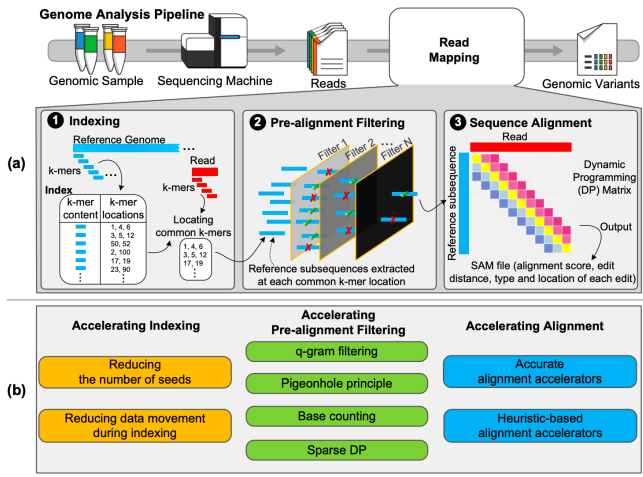 Genome Analysis Pipeline
Genomic Sample
Sequencing Machine
Reads
Read
Mapping
Genomic Variants
(a)
1 Indexing
Reference Genome
...
k-mers
...
Read
k-mers
Index
k-mer
content
k-mer
locations
1, 4, 6
3, 5, 12
50, 52
2, 100
17, 19
23, 90
Locating
common k-mers
1, 4, 6
3, 5, 12
17, 19
2 Pre-alignment Filtering
Filter 1
Filter 2
...
Filter N
Reference subsequences extracted
at each common k-mer location
3 Sequence Alignment
Read
Reference subsequence
Dynamic
Programming
(DP) Matrix
Output
SAM file (alignment score, edit
distance, type and location of each edit)
(b)
Accelerating Indexing
Reducing
the number of seeds
Reducing data movement
during indexing
Accelerating
Pre-alignment Filtering
q-gram filtering
Pigeonhole principle
Base counting
Sparse DP
Accelerating Alignment
Accurate
alignment accelerators
Heuristic-based
alignment accelerators